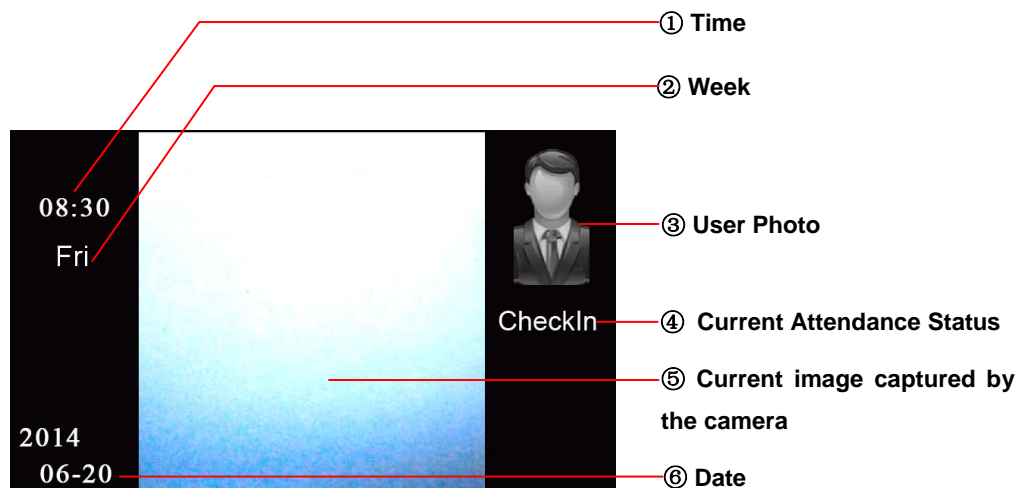 ① Time
② Week
08:30
Fri
③ User Photo
CheckIn
④ Current Attendance Status
⑤ Current image captured by
the camera
2014
06-20
⑥ Date